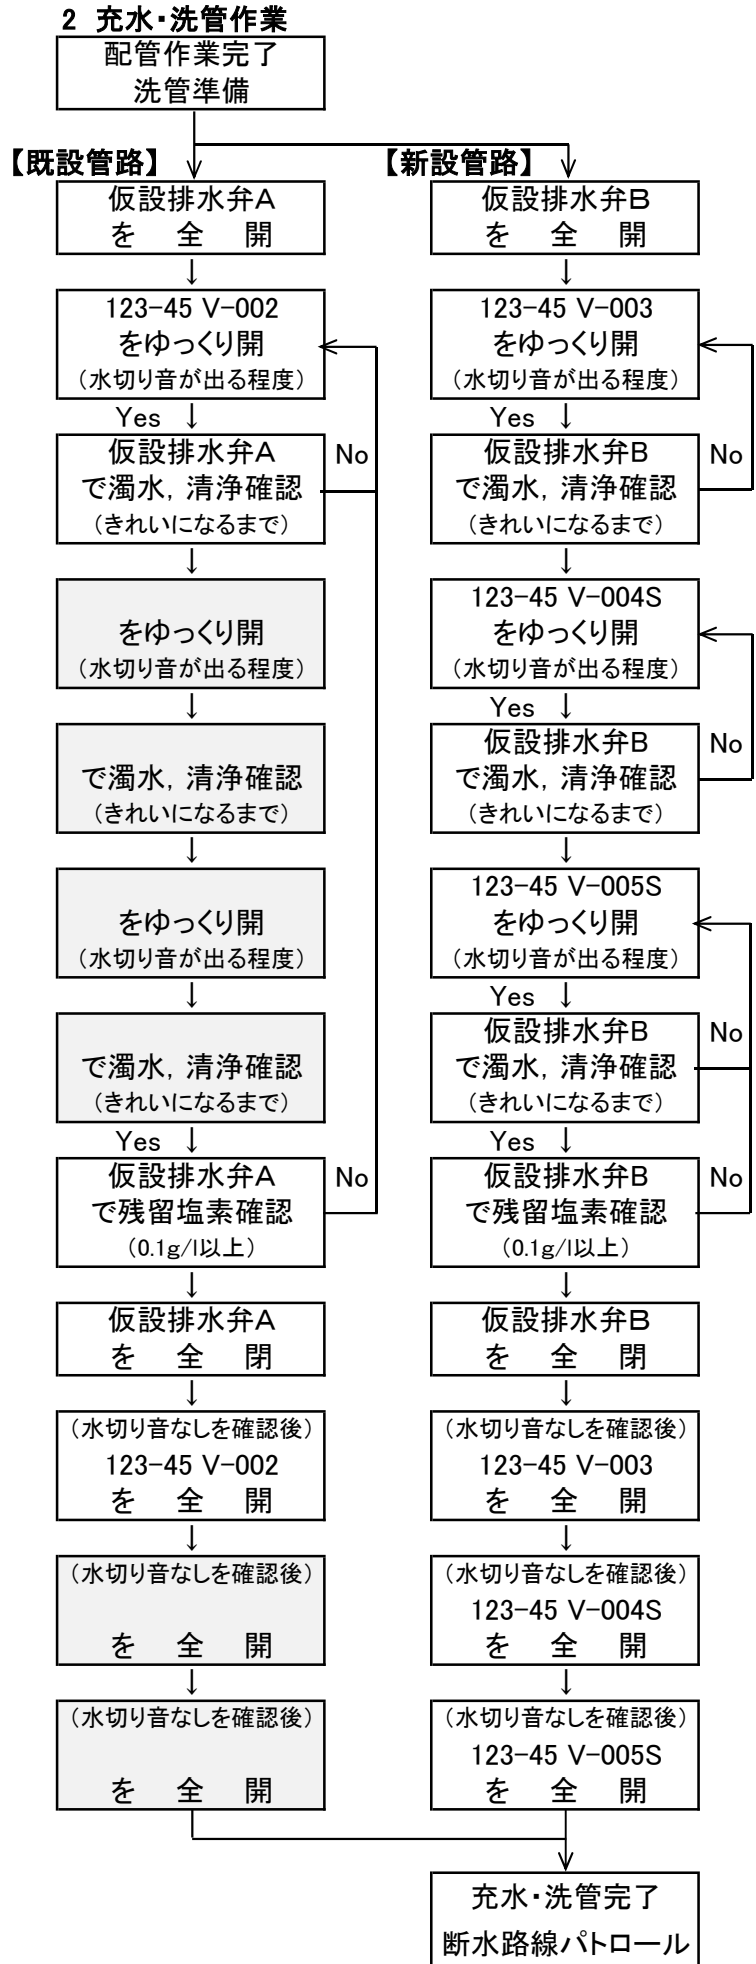 2 充水・洗管作業
配管作業完了
洗管準備
【既設管路】
仮設排水弁A
を 全 開
↓
123-45 V-002
をゆっくり開
（水切り音が出る程度）
Yes ↓
仮設排水弁A
で濁水，清浄確認
（きれいになるまで）
No
↓
をゆっくり開
（水切り音が出る程度）
↓
で濁水，清浄確認
（きれいになるまで）
↓
をゆっくり開
（水切り音が出る程度）
↓
で濁水，清浄確認
（きれいになるまで）
Yes ↓
仮設排水弁A
で残留塩素確認
（0.1g/l以上）
No
↓
仮設排水弁A
を 全 閉
↓
（水切り音なしを確認後）
123-45 V-002
を 全 開
↓
（水切り音なしを確認後）
を 全 開
↓
（水切り音なしを確認後）
を 全 開
【新設管路】
仮設排水弁B
を 全 開
↓
123-45 V-003
をゆっくり開
（水切り音が出る程度）
Yes ↓
仮設排水弁B
で濁水，清浄確認
（きれいになるまで）
No
↓
123-45 V-004S
をゆっくり開
（水切り音が出る程度）
Yes ↓
仮設排水弁B
で濁水，清浄確認
（きれいになるまで）
No
↓
123-45 V-005S
をゆっくり開
（水切り音が出る程度）
Yes ↓
仮設排水弁B
で濁水，清浄確認
（きれいになるまで）
No
Yes ↓
仮設排水弁B
で残留塩素確認
（0.1g/l以上）
No
↓
仮設排水弁B
を 全 閉
↓
（水切り音なしを確認後）
123-45 V-003
を 全 開
↓
（水切り音なしを確認後）
123-45 V-004S
を 全 開
↓
（水切り音なしを確認後）
123-45 V-005S
を 全 開
充水・洗管完了
断水路線パトロール